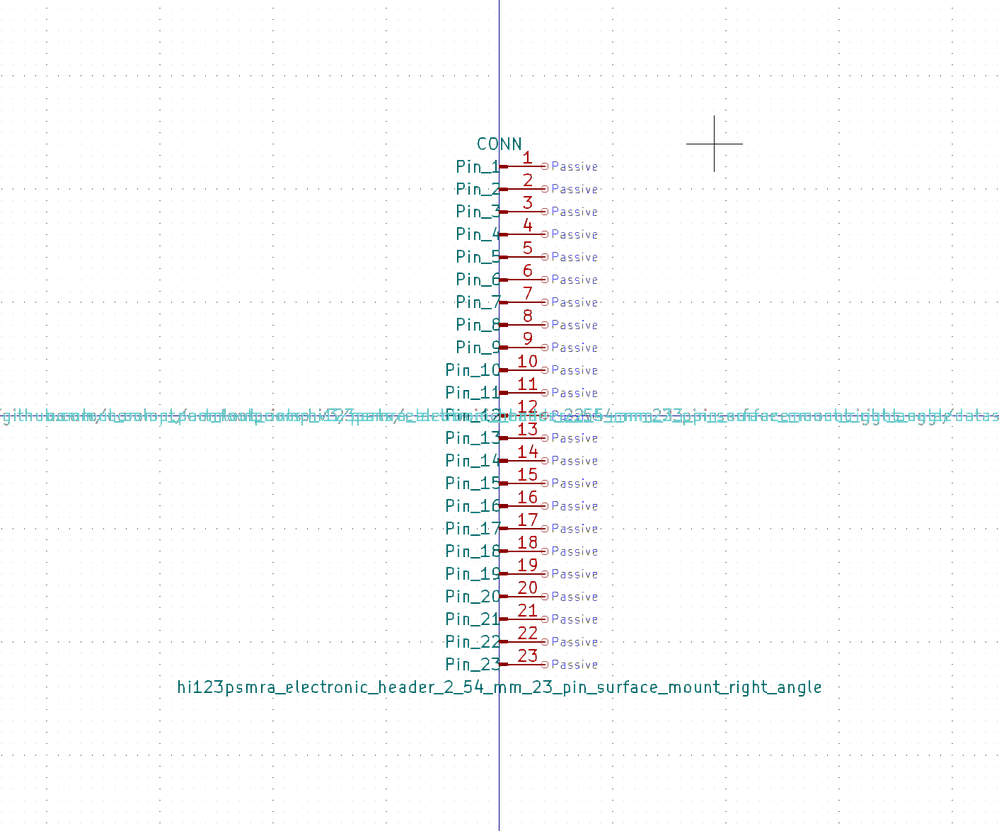 CONN
Pin_1 1 Passive
Pin_2 2 Passive
Pin_3 3 Passive
Pin_4 4 Passive
Pin_5 5 Passive
Pin_6 6 Passive
Pin_7 7 Passive
Pin_8 8 Passive
Pin_9 9 Passive
Pin_10 10 Passive
Pin_11 11 Passive
Pin_12 12 Passive
Pin_13 13 Passive
Pin_14 14 Passive
Pin_15 15 Passive
Pin_16 16 Passive
Pin_17 17 Passive
Pin_18 18 Passive
Pin_19 19 Passive
Pin_20 20 Passive
Pin_21 21 Passive
Pin_22 22 Passive
Pin_23 23 Passive
hi123psmra_electronic_header_2_54_mm_23_pin_surface_mount_right_angle